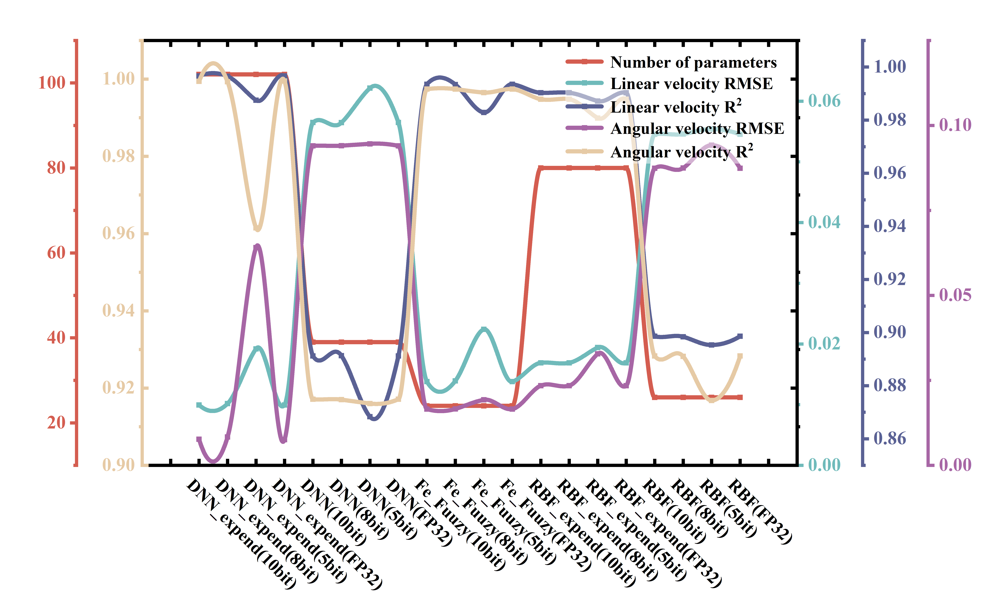 100
80
60
40
20
1.00
0.98
0.96
0.94
0.92
0.90
Number of parameters
Linear velocity RMSE
Linear velocity R²
Angular velocity RMSE
Angular velocity R²
0.06
0.04
0.02
0.00
1.00
0.98
0.96
0.94
0.92
0.90
0.88
0.86
0.10
0.05
0.00
DNN_expend(10bit)
DNN_expend(8bit)
DNN_expend(5bit)
DNN_expend(FP32)
DNN(10bit)
DNN(8bit)
DNN(5bit)
DNN(FP32)
Fe_Fuuzy(10bit)
Fe_Fuuzy(8bit)
Fe_Fuuzy(5bit)
Fe_Fuuzy(FP32)
RBF_expend(10bit)
RBF_expend(8bit)
RBF_expend(5bit)
RBF_expend(FP32)
RBF(10bit)
RBF(8bit)
RBF(5bit)
RBF(FP32)